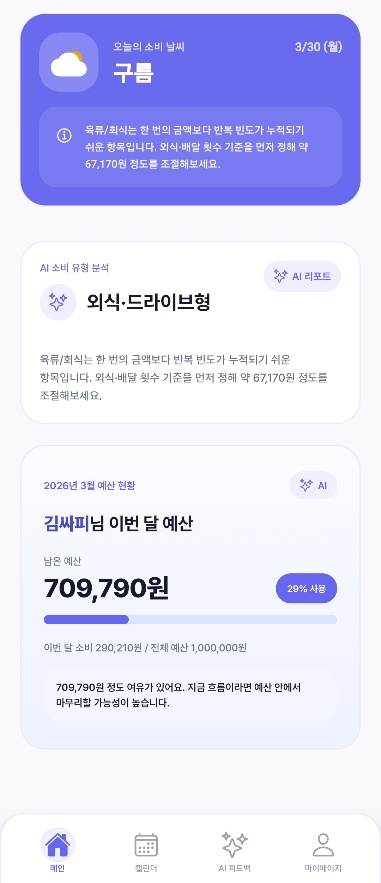 오늘의 소비 날씨
3/30 (월)
구름
육류/회식는 한 번의 금액보다 반복 빈도가 누적되기
쉬운 항목입니다. 외식·배달 횟수 기준을 먼저 정해 약
67,170원 정도를 조절해보세요.
AI 소비 유형 분석
AI 리포트
외식·드라이브형
육류/회식는 한 번의 금액보다 반복 빈도가 누적되기 쉬운
항목입니다. 외식·배달 횟수 기준을 먼저 정해 약 67,170원 정도를
조절해보세요.
2026년 3월 예산 현황
AI
김싸피님 이번 달 예산
남은 예산
709,790원
29% 사용
이번 달 소비 290,210원 / 전체 예산 1,000,000원
709,790원 정도 여유가 있어요. 지금 흐름이라면 예산 안에서
마무리할 가능성이 높습니다.
메인
캘린더
AI 피드백
마이페이지